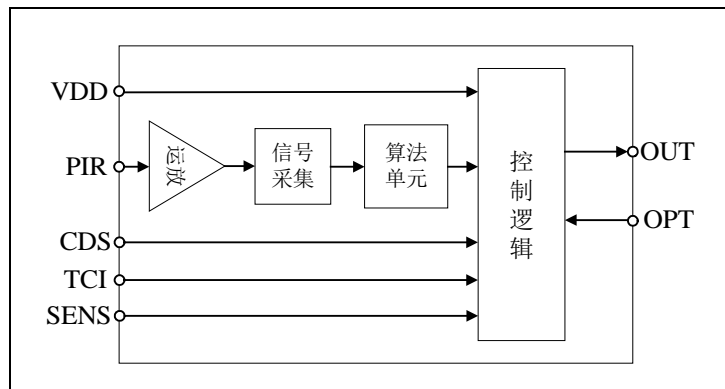 VDD
PIR
运放
信号
采集
算法
单元
控制逻辑
OUT
OPT
CDS
TCI
SENS